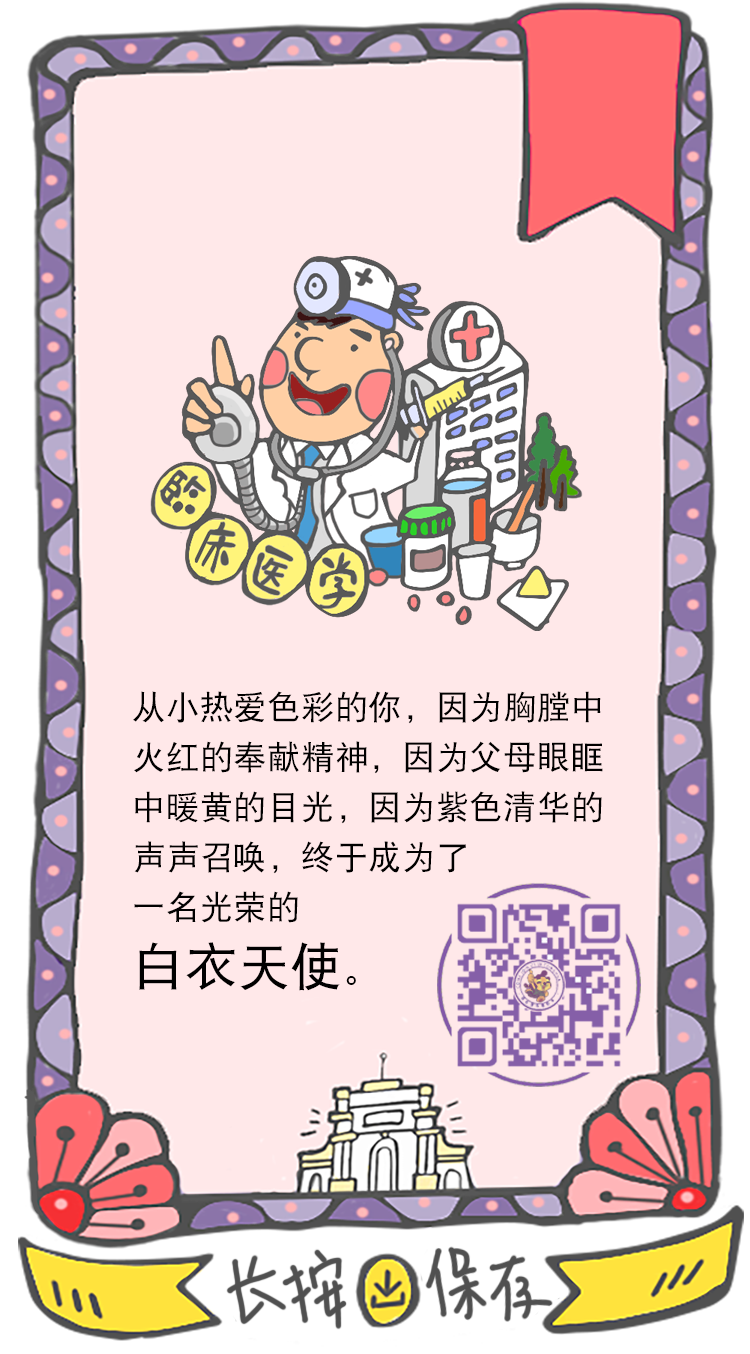 临床医学
从小热爱色彩的你，因为胸膛中
火红的奉献精神，因为父母眼眶
中暖黄的目光，因为紫色清华的
声声召唤，终于成为了
一名光荣的
白衣天使。
长按保存